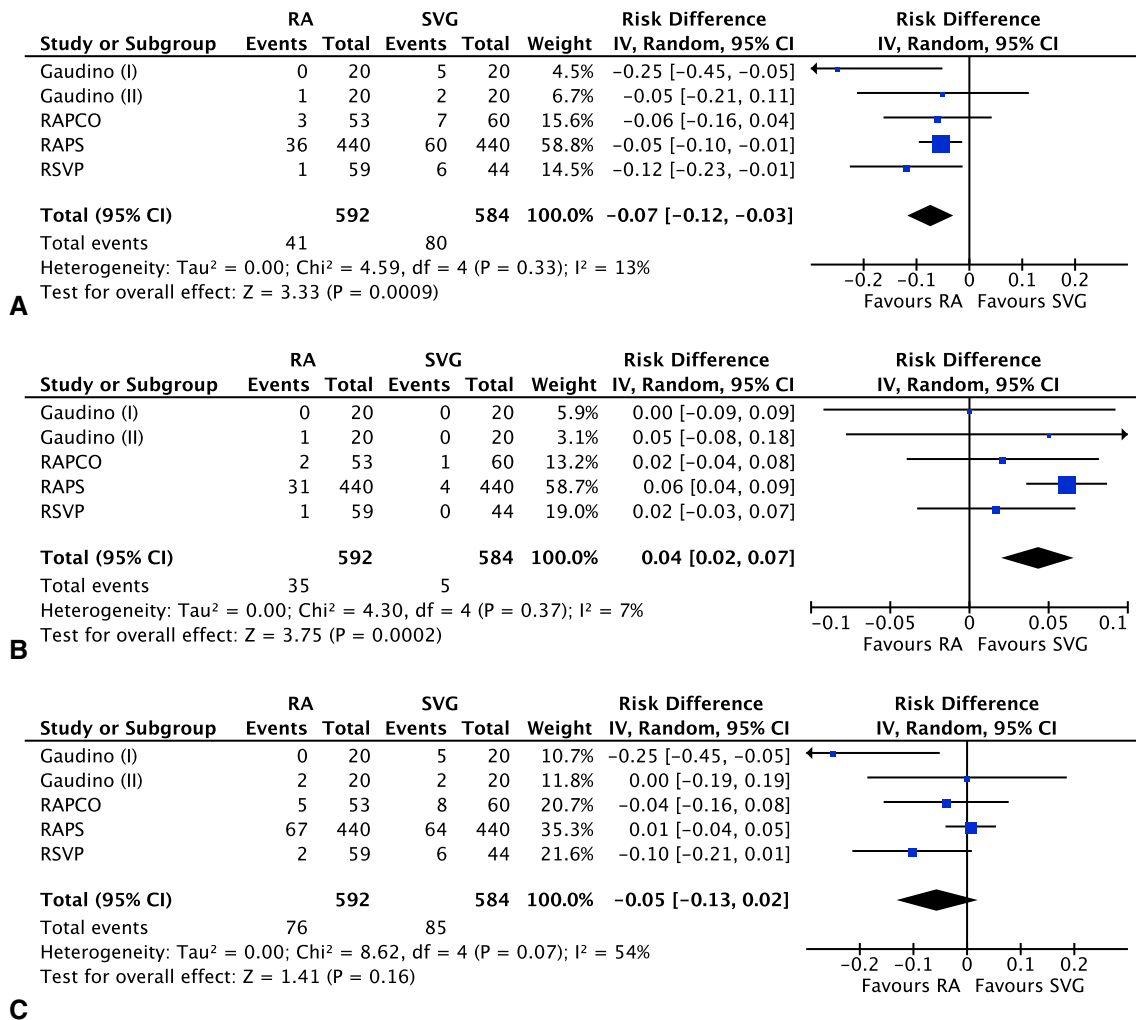 RA SVG Risk Difference Risk Difference
Study or Subgroup Events Total Events Total Weight IV, Random, 95% CI IV, Random, 95% CI
Gaudino (I) 0 20 5 20 4.5% −0.25 [−0.45, −0.05]
Gaudino (II) 1 20 2 20 6.7% −0.05 [−0.21, 0.11]
RAPCO 3 53 7 60 15.6% −0.06 [−0.16, 0.04]
RAPS 36 440 60 440 58.8% −0.05 [−0.10, −0.01]
RSVP 1 59 6 44 14.5% −0.12 [−0.23, −0.01]
Total (95% CI) 592 584 100.0% −0.07 [−0.12, −0.03]
Total events 41 80
Heterogeneity: Tau² = 0.00; Chi² = 4.59, df = 4 (P = 0.33); I² = 13%
Test for overall effect: Z = 3.33 (P = 0.0009)
−0.2 −0.1 0 0.1 0.2
Favours RA Favours SVG
A
RA SVG Risk Difference Risk Difference
Study or Subgroup Events Total Events Total Weight IV, Random, 95% CI IV, Random, 95% CI
Gaudino (I) 0 20 0 20 5.9% 0.00 [−0.09, 0.09]
Gaudino (II) 1 20 0 20 3.1% 0.05 [−0.08, 0.18]
RAPCO 2 53 1 60 13.2% 0.02 [−0.04, 0.08]
RAPS 31 440 4 440 58.7% 0.06 [0.04, 0.09]
RSVP 1 59 0 44 19.0% 0.02 [−0.03, 0.07]
Total (95% CI) 592 584 100.0% 0.04 [0.02, 0.07]
Total events 35 5
Heterogeneity: Tau² = 0.00; Chi² = 4.30, df = 4 (P = 0.37); I² = 7%
Test for overall effect: Z = 3.75 (P = 0.0002)
−0.1 −0.05 0 0.05 0.1
Favours RA Favours SVG
B
RA SVG Risk Difference Risk Difference
Study or Subgroup Events Total Events Total Weight IV, Random, 95% CI IV, Random, 95% CI
Gaudino (I) 0 20 5 20 10.7% −0.25 [−0.45, −0.05]
Gaudino (II) 2 20 2 20 11.8% 0.00 [−0.19, 0.19]
RAPCO 5 53 8 60 20.7% −0.04 [−0.16, 0.08]
RAPS 67 440 64 440 35.3% 0.01 [−0.04, 0.05]
RSVP 2 59 6 44 21.6% −0.10 [−0.21, 0.01]
Total (95% CI) 592 584 100.0% −0.05 [−0.13, 0.02]
Total events 76 85
Heterogeneity: Tau² = 0.00; Chi² = 8.62, df = 4 (P = 0.07); I² = 54%
Test for overall effect: Z = 1.41 (P = 0.16)
−0.2 −0.1 0 0.1 0.2
Favours RA Favours SVG
C